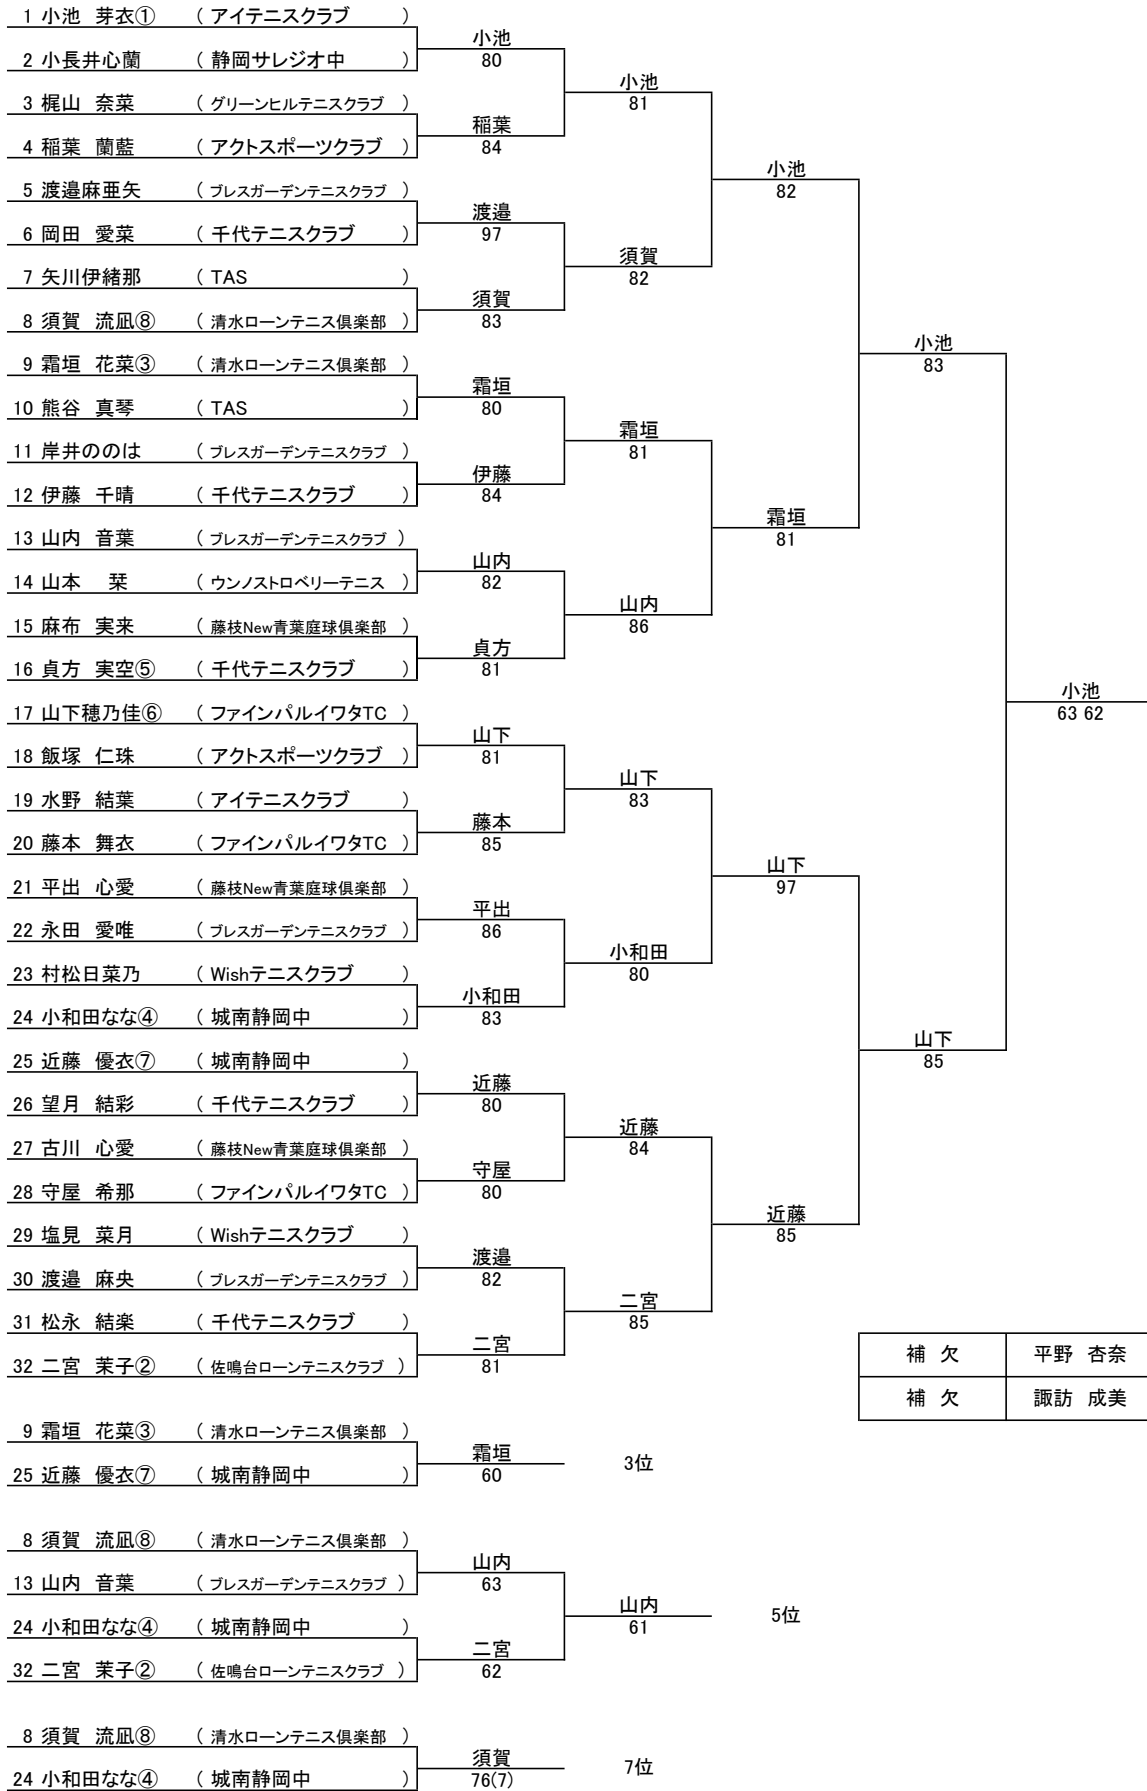 1 小池 芽衣① ( アイテニスクラブ )
2 小長井心蘭 ( 静岡サレジオ中 )
3 梶山 奈菜 ( グリーンヒルテニスクラブ )
4 稲葉 蘭藍 ( アクトスポーツクラブ )
5 渡邉麻亜矢 ( ブレスガーデンテニスクラブ )
6 岡田 愛菜 ( 千代テニスクラブ )
7 矢川伊緒那 ( TAS )
8 須賀 流凪⑧ ( 清水ローンテニス倶楽部 )
9 霜垣 花菜③ ( 清水ローンテニス倶楽部 )
10 熊谷 真琴 ( TAS )
11 岸井ののは ( ブレスガーデンテニスクラブ )
12 伊藤 千晴 ( 千代テニスクラブ )
13 山内 音葉 ( ブレスガーデンテニスクラブ )
14 山本 栞 ( ウンノストロベリーテニス )
15 麻布 実来 ( 藤枝New青葉庭球倶楽部 )
16 貞方 実空⑤ ( 千代テニスクラブ )
17 山下穂乃佳⑥ ( ファインパルイワタTC )
18 飯塚 仁珠 ( アクトスポーツクラブ )
19 水野 結葉 ( アイテニスクラブ )
20 藤本 舞衣 ( ファインパルイワタTC )
21 平出 心愛 ( 藤枝New青葉庭球倶楽部 )
22 永田 愛唯 ( ブレスガーデンテニスクラブ )
23 村松日菜乃 ( Wishテニスクラブ )
24 小和田なな④ ( 城南静岡中 )
25 近藤 優衣⑦ ( 城南静岡中 )
26 望月 結彩 ( 千代テニスクラブ )
27 古川 心愛 ( 藤枝New青葉庭球倶楽部 )
28 守屋 希那 ( ファインパルイワタTC )
29 塩見 菜月 ( Wishテニスクラブ )
30 渡邉 麻央 ( ブレスガーデンテニスクラブ )
31 松永 結楽 ( 千代テニスクラブ )
32 二宮 茉子② ( 佐鳴台ローンテニスクラブ )
小池
80
稲葉
84
渡邉
97
須賀
83
霜垣
80
伊藤
84
山内
82
貞方
81
山下
81
藤本
85
平出
86
小和田
83
近藤
80
守屋
80
渡邉
82
二宮
81
小池
81
須賀
82
霜垣
81
山内
86
山下
83
小和田
80
近藤
84
二宮
85
小池
82
霜垣
81
山下
97
近藤
85
小池
83
山下
85
小池
63 62
補 欠 平野 杏奈
補 欠 諏訪 成美
9 霜垣 花菜③ ( 清水ローンテニス倶楽部 )
25 近藤 優衣⑦ ( 城南静岡中 )
霜垣
60
3位
8 須賀 流凪⑧ ( 清水ローンテニス倶楽部 )
13 山内 音葉 ( ブレスガーデンテニスクラブ )
24 小和田なな④ ( 城南静岡中 )
32 二宮 茉子② ( 佐鳴台ローンテニスクラブ )
山内
63
二宮
62
山内
61
5位
8 須賀 流凪⑧ ( 清水ローンテニス倶楽部 )
24 小和田なな④ ( 城南静岡中 )
須賀
76(7)
7位